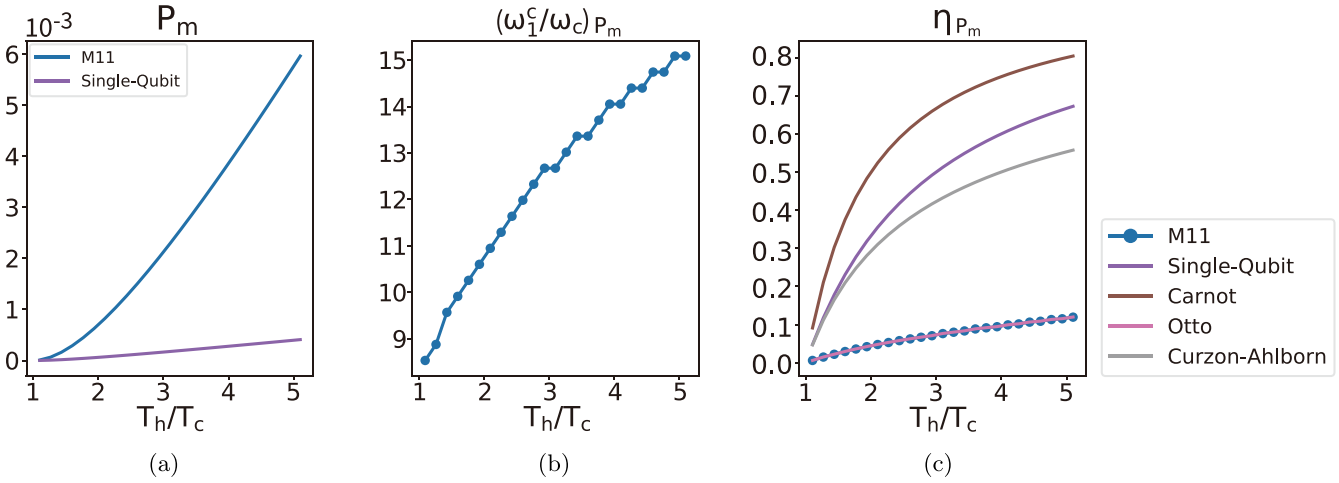 P_m
10^-3
6
5
4
3
2
1
0
M11
Single-Qubit
1 2 3 4 5
T_h/T_c
(a)
(ω_1^c/ω_c)_{P_m}
15
14
13
12
11
10
9
1 2 3 4 5
T_h/T_c
(b)
η_{P_m}
0.8
0.7
0.6
0.5
0.4
0.3
0.2
0.1
0.0
1 2 3 4 5
T_h/T_c
(c)
M11
Single-Qubit
Carnot
Otto
Curzon-Ahlborn